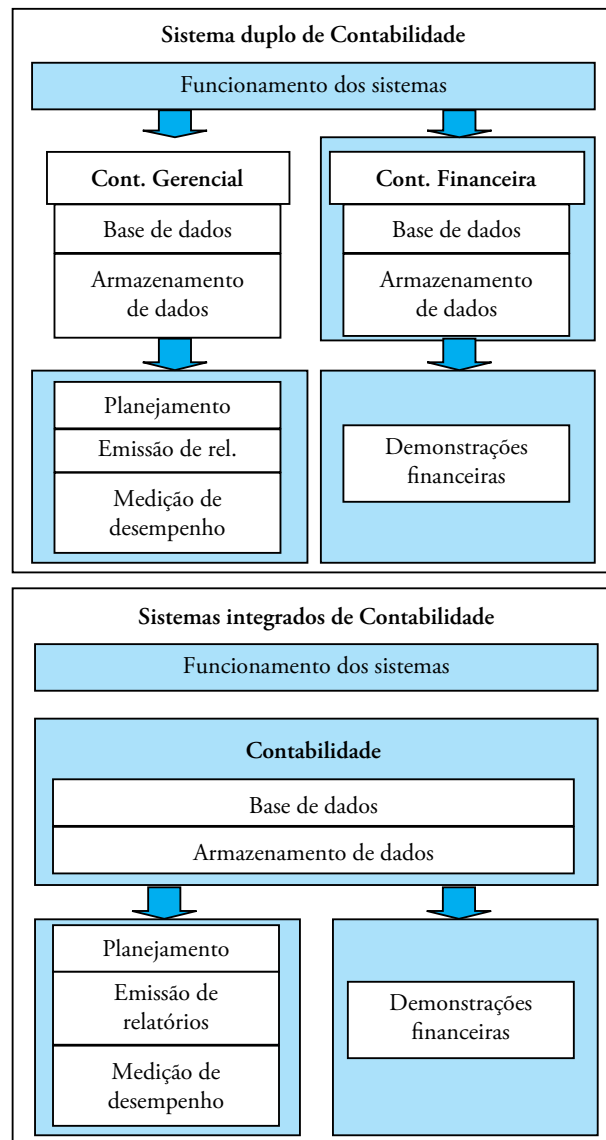 Sistema duplo de Contabilidade
Funcionamento dos sistemas
Cont. Gerencial
Base de dados
Armazenamento
de dados
Planejamento
Emissão de rel.
Medição de
desempenho
Cont. Financeira
Base de dados
Armazenamento
de dados
Demonstrações
financeiras
Sistemas integrados de Contabilidade
Funcionamento dos sistemas
Contabilidade
Base de dados
Armazenamento de dados
Planejamento
Emissão de
relatórios
Medição de
desempenho
Demonstrações
financeiras